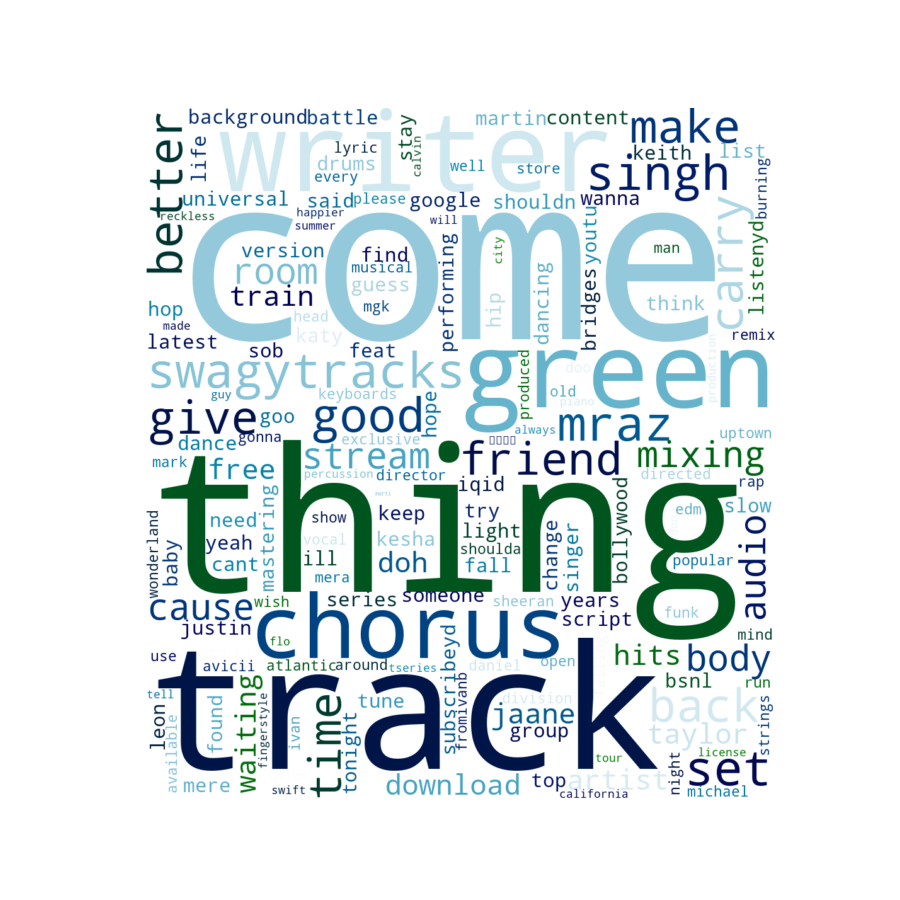 background
battle
stay
martin
content
make
better
life
writer
lyric
calvin
drums
every
well
store
keith
list
singh
burning
universal
said
please
google
shouldn
wanna
youtu
reckless
happier
summer
will
come
carry
listenyd
version
find
musical
room
guess
train
mgk
performing
city
hip
dancing
bridges
man
think
hop
made
latest
head
katy
sob
feat
remix
production
swagytracks
green
produced
doo
guy
keyboards
old
piano
give
goo
good
hope
always
mraz
uptown
dance
gonna
exclusive
mark
free
stream
percussion
director
friend
mixing
directed
rap
thing
iqid
mastering
need
show
keep
try
edm
slow
wonderland
yeah
vocal
kesha
light
shoulda
change
singer
bollywood
audio
baby
cant
ill
mera
doh
fall
popular
cause
wish
series
someone
sheeran
years
script
funk
justin
flo
chorus
mind
use
avicii
atlantic
around
tseries
subscribeyd
daniel
open
hits
body
bsnl
run
tell
leon
track
fromivanb
division
back
available
found
waiting
fingerstyle
ivan
time
tonight
tune
jaane
group
taylor
strings
mere
swift
download
top
california
artist
tour
night
license
set
michael